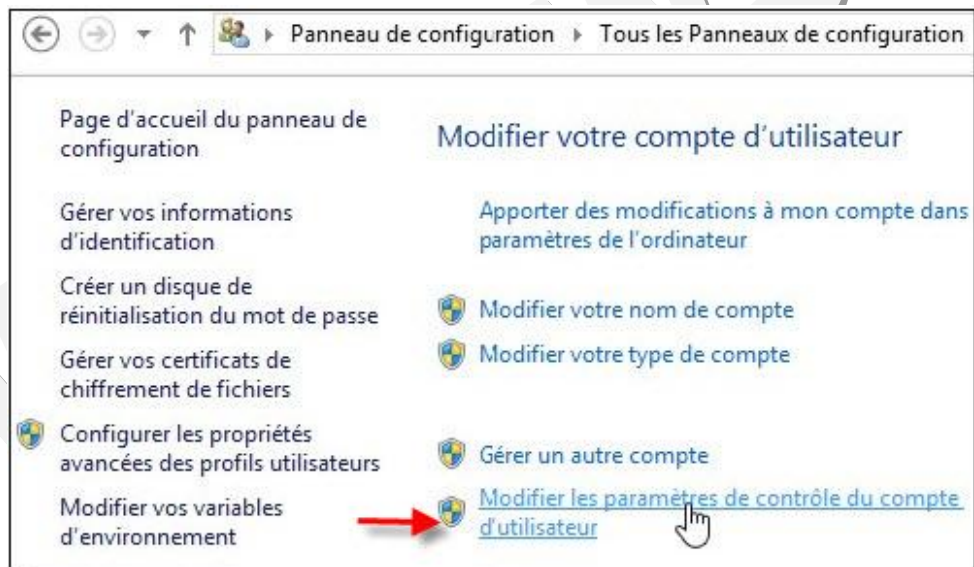 Panneau de configuration Tous les Panneaux de configuration
Page d'accueil du panneau de
configuration
Gérer vos informations
d'identification
Créer un disque de
réinitialisation du mot de passe
Gérer vos certificats de
chiffrement de fichiers
Configurer les propriétés
avancées des profils utilisateurs
Modifier vos variables
d'environnement
Modifier votre compte d'utilisateur
Apporter des modifications à mon compte dans
paramètres de l'ordinateur
Modifier votre nom de compte
Modifier votre type de compte
Gérer un autre compte
Modifier les paramètres de contrôle du compte
d'utilisateur